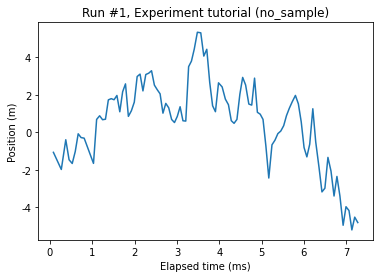 Run #1, Experiment tutorial (no_sample)
Position (m)
4
2
0
-2
-4
0 1 2 3 4 5 6 7
Elapsed time (ms)